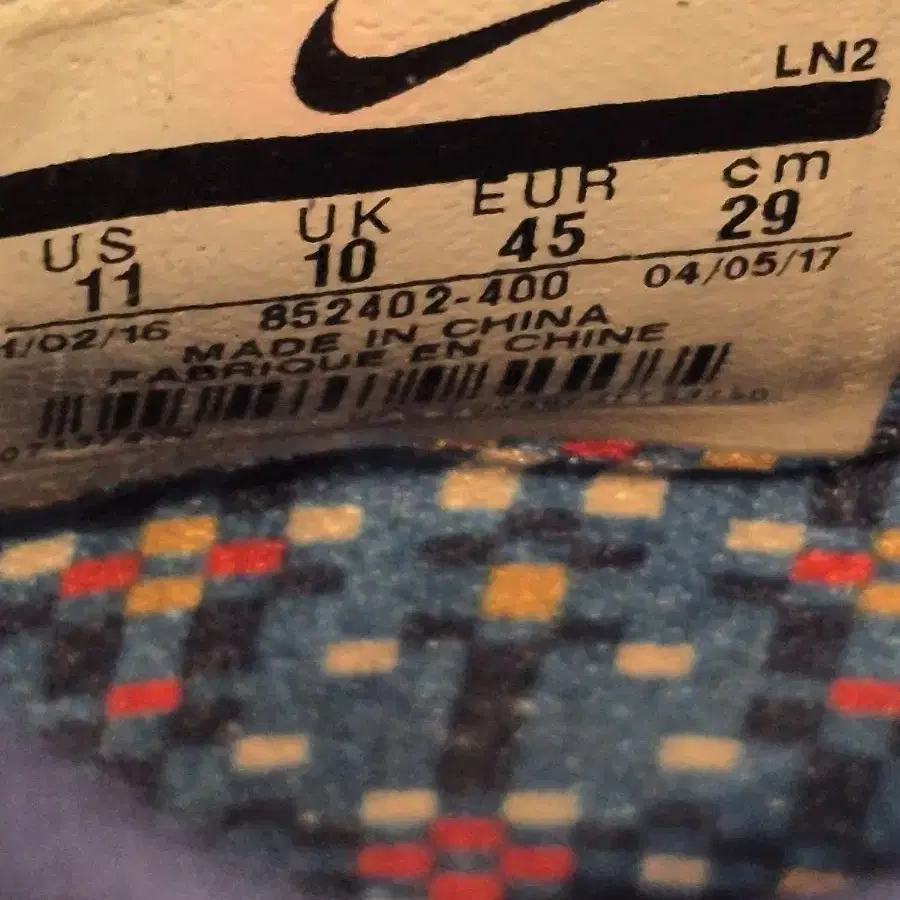 LN2
US UK EUR cm
11 10 45 29
1/02/16 852402-400 04/05/17
MADE IN CHINA
FABRIQUE EN CHINE